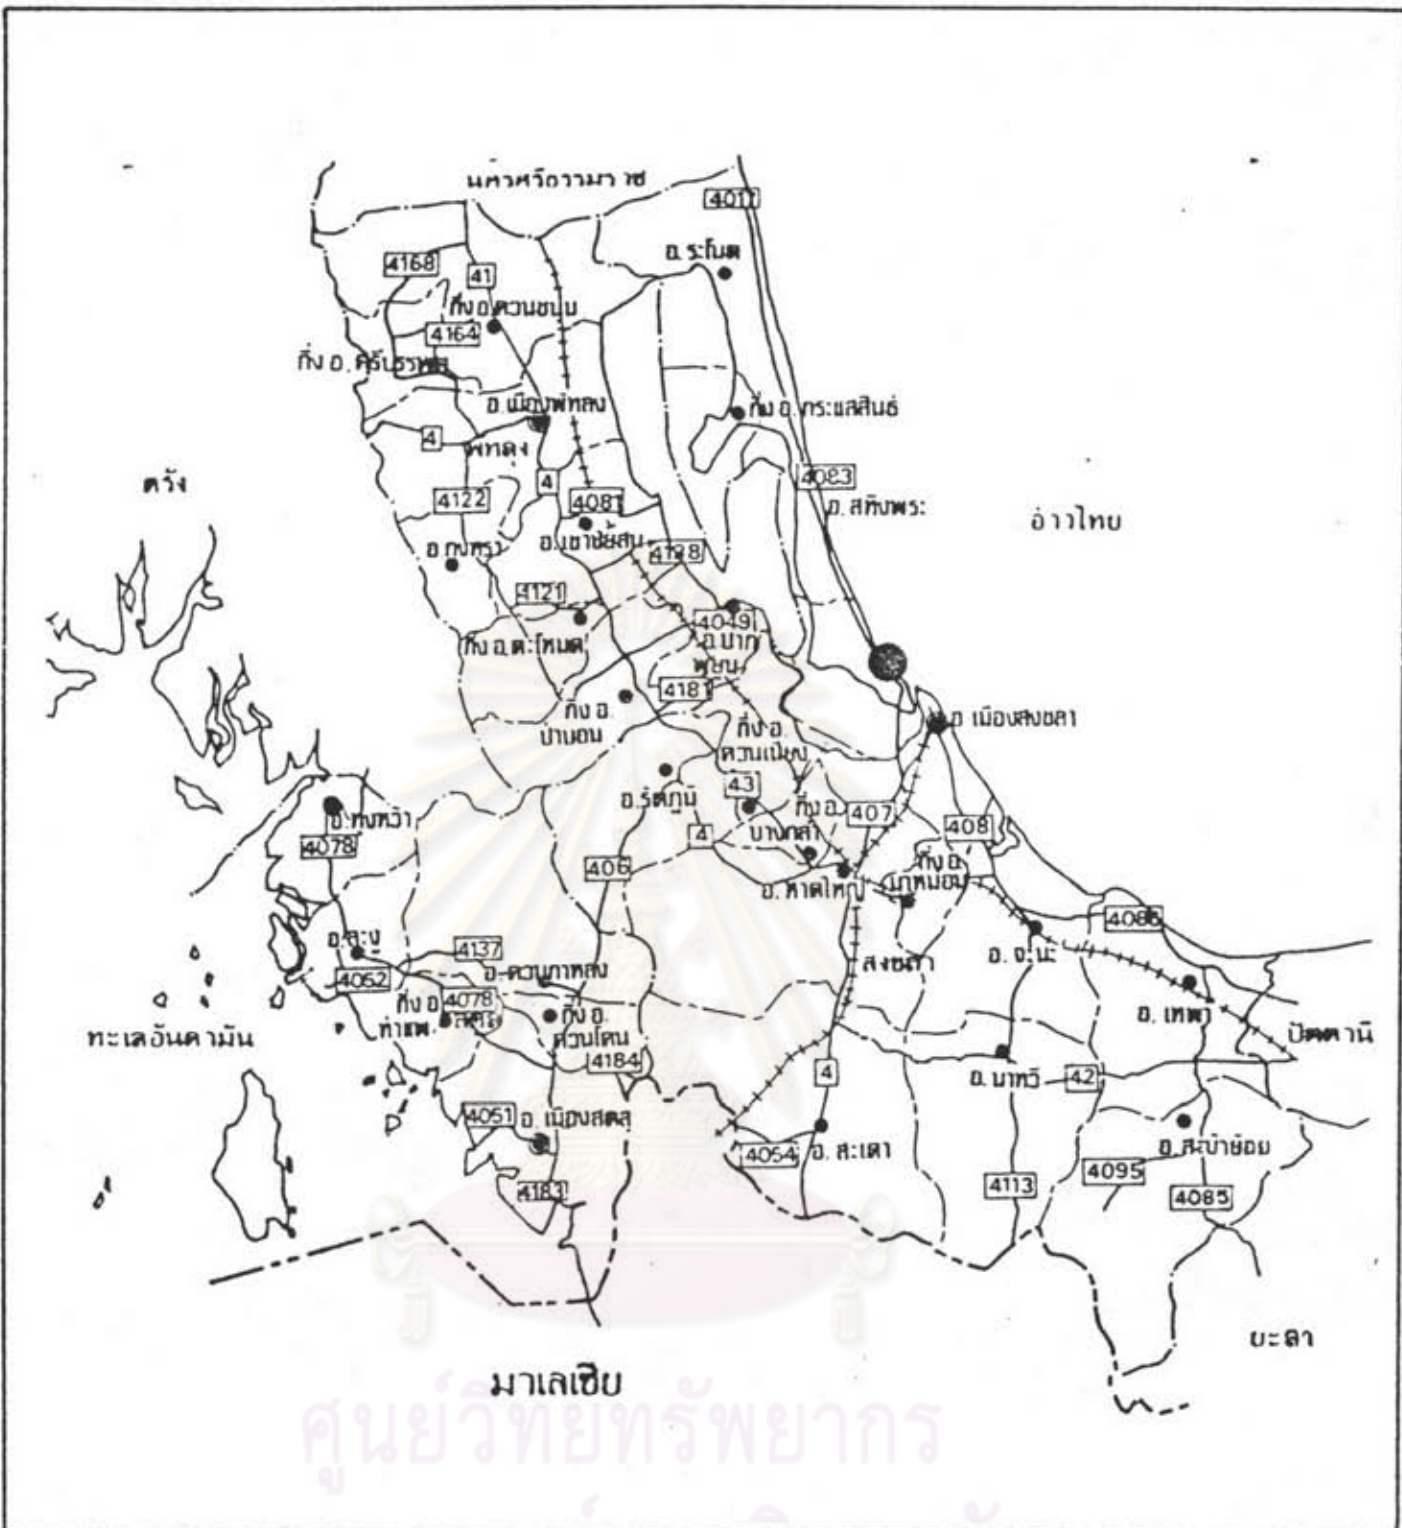 นครศรีธรรมราช
4017
อ. ระโนด
4168
41
กิ่ง อ.ควนขนุน
4164
กิ่ง อ. ศรีบรรพต
อ.เมืองพัทลุง
กิ่ง อ. กระแสสินธ์
4
พัทลุง
ตรัง
4
4083
4122
4081
อ. สทิงพระ
อ่าวไทย
อ.กงหรา
อ. เขาชัยสน
4138
4121
4049
กิ่ง อ. ตะโหมด
อ.ปาก
พยูน
4181
กิ่ง อ.
ป่าบอน
กิ่ง อ.
ควนเนียง
อ เมืองสงขลา
43
อ. รัตภูมิ
กิ่ง อ.
บางกล่ำ
407
408
อ.ทุ่งหว้า
4078
4
406
กิ่ง อ.
นาหม่อม
อ. หาดใหญ่
4086
อ.ละงู
4137
สงขลา
อ. จะนะ
4052
อ. ควนกาหลง
กิ่ง อ
ท่าแพ
4078
กิ่ง อ.
ควนโดน
อ. เทพา
ทะเลอันดามัน
ปัตตานี
4184
4
อ. นาทวี
42
4051
อ. เมืองสตูล
4054
อ. สะเดา
อ. สะบ้าย้อย
4095
4183
4113
4085
ยะลา
มาเลเซีย
ศูนย์วิทยทรัพยากร